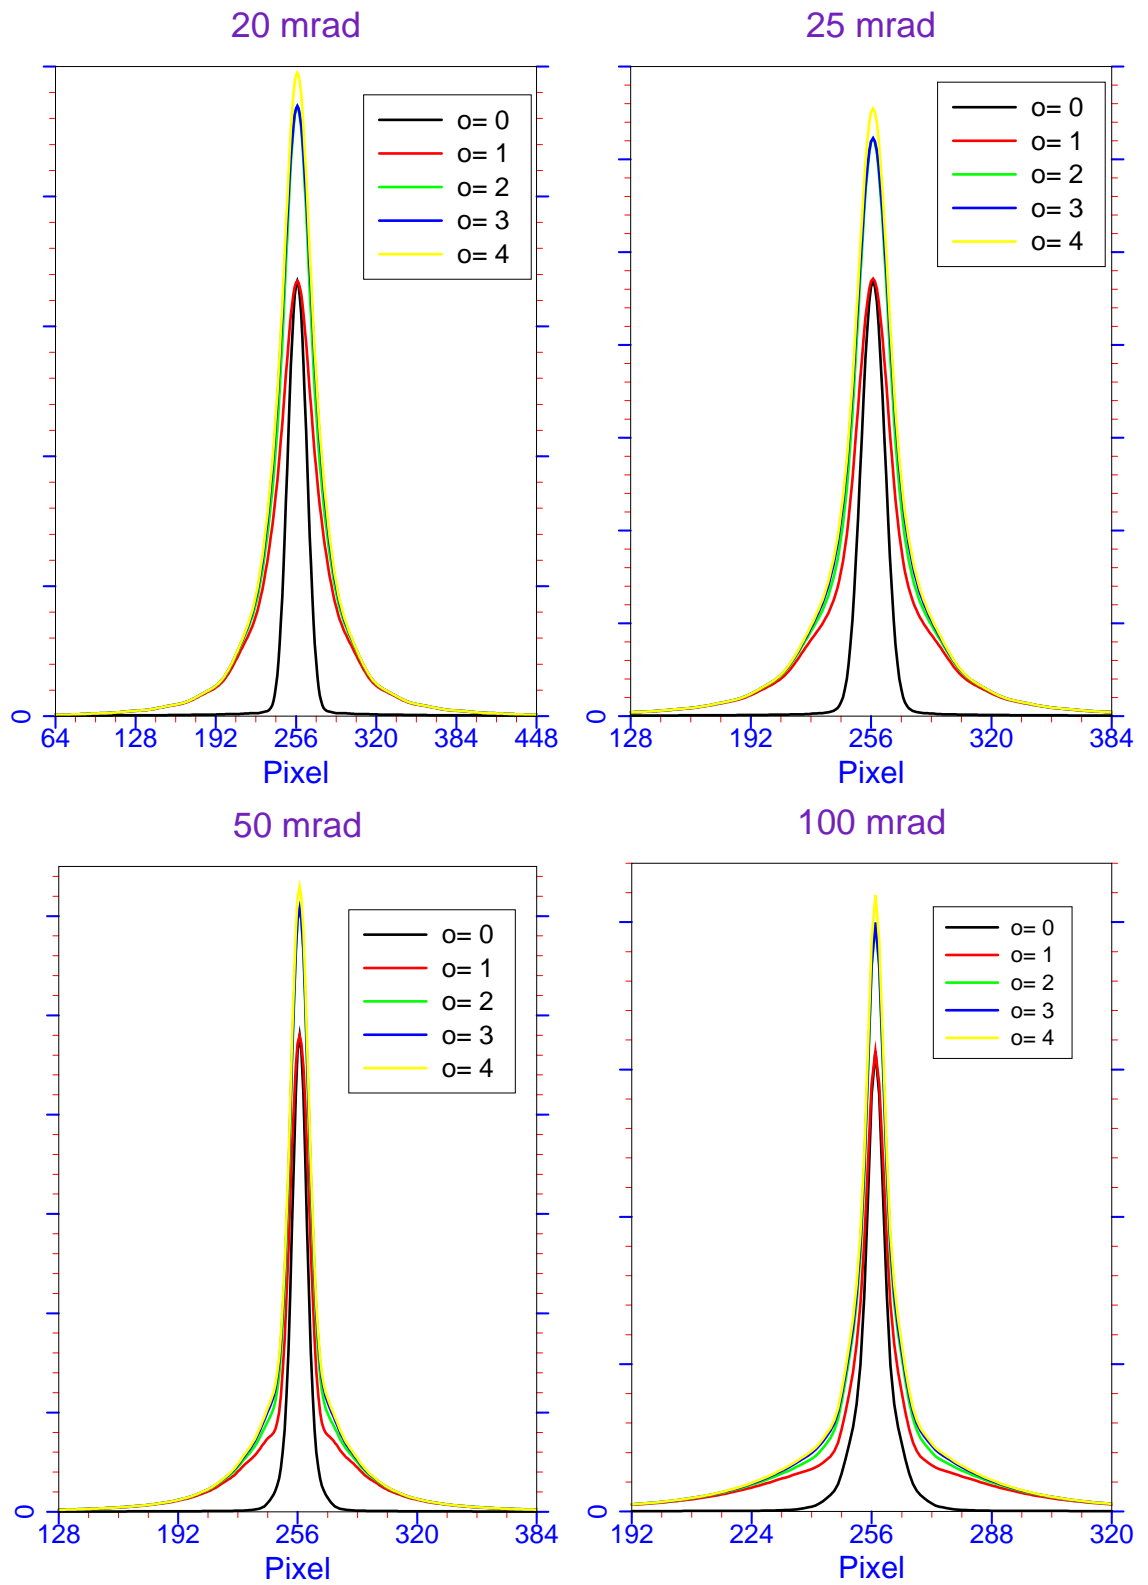 20 mrad
o= 0
o= 1
o= 2
o= 3
o= 4
0
64 128 192 256 320 384 448
Pixel
25 mrad
o= 0
o= 1
o= 2
o= 3
o= 4
0
128 192 256 320 384
Pixel
50 mrad
o= 0
o= 1
o= 2
o= 3
o= 4
0
128 192 256 320 384
Pixel
100 mrad
o= 0
o= 1
o= 2
o= 3
o= 4
0
192 224 256 288 320
Pixel